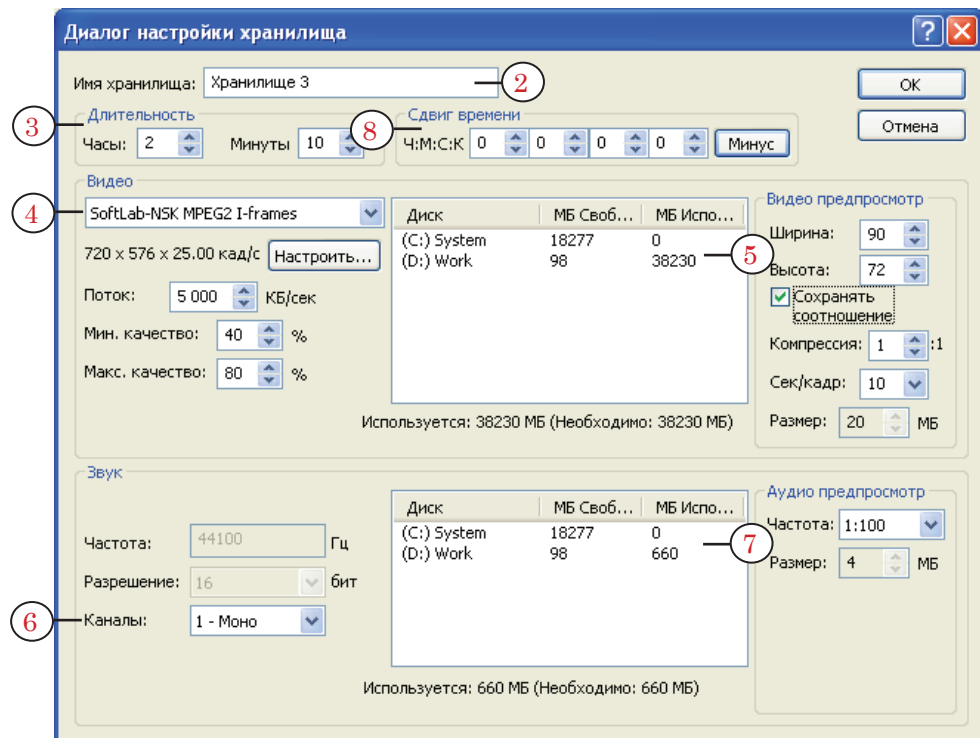 Диалог настройки хранилища
Имя хранилища: Хранилище 3
2
OK
3
Длительность
8
Сдвиг времени
Отмена
Часы: 2 Минуты 10
Ч:М:С:К 0 0 0 0 Минус
Видео
4
SoftLab-NSK MPEG2 I-frames
720 x 576 x 25.00 кад/с Настроить...
Поток: 5 000 КБ/сек
Мин. качество: 40 %
Макс. качество: 80 %
Диск МБ Своб... МБ Испо...
(C:) System 18277 0
(D:) Work 98 38230
5
Используется: 38230 МБ (Необходимо: 38230 МБ)
Видео предпросмотр
Ширина: 90
Высота: 72
Сохранять
соотношение
Компрессия: 1 :1
Сек/кадр: 10
Размер: 20 МБ
Звук
Частота: 44100 Гц
Разрешение: 16 бит
6
Каналы: 1 - Моно
Диск МБ Своб... МБ Испо...
(C:) System 18277 0
(D:) Work 98 660
7
Используется: 660 МБ (Необходимо: 660 МБ)
Аудио предпросмотр
Частота: 1:100
Размер: 4 МБ